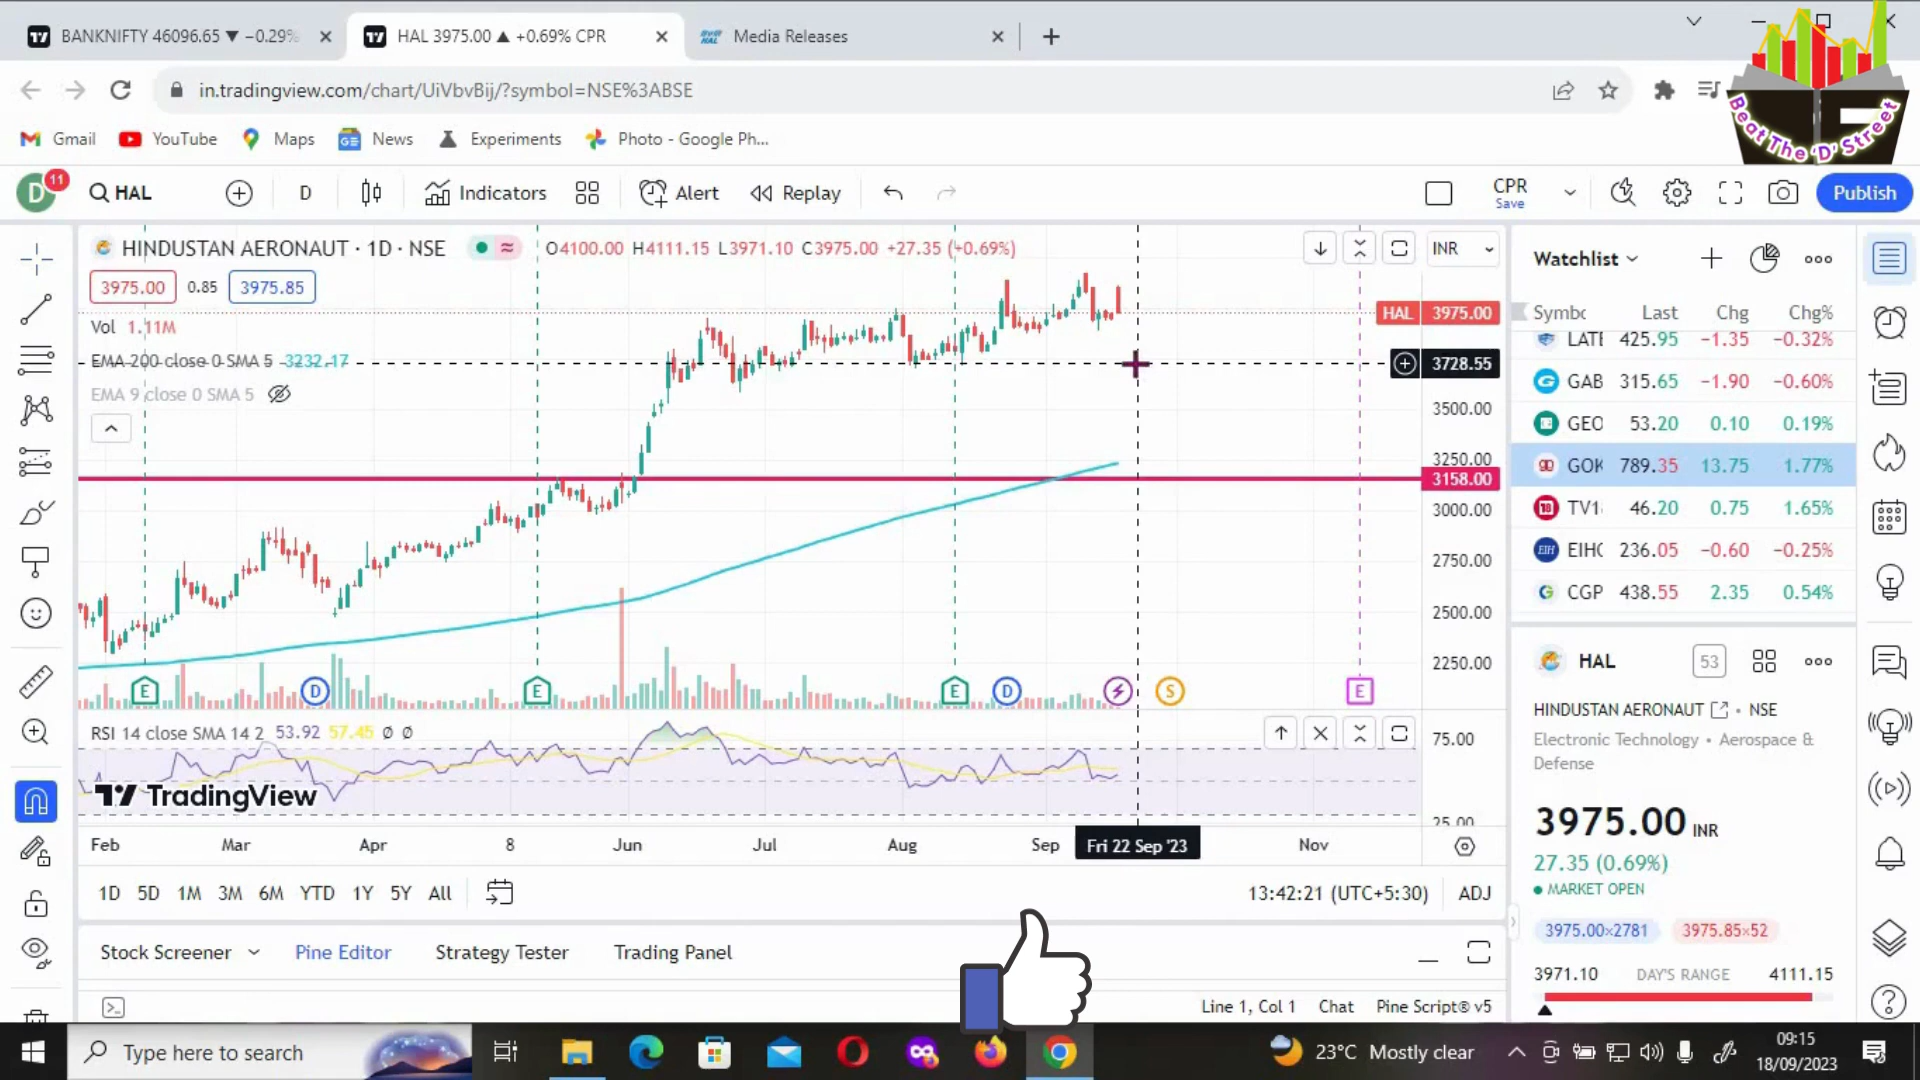 BANKNIFTY 46096.65 ▼ −0.29%
HAL 3975.00 ▲ +0.69% CPR
Media Releases
in.tradingview.com/chart/UiVbvBij/?symbol=NSE%3ABSE
Gmail
YouTube
Maps
News
Experiments
Photo - Google Ph...
Beat The 'D' Street
D
11
HAL
D
Indicators
Alert
Replay
CPR
Save
Publish
HINDUSTAN AERONAUT · 1D · NSE
O4100.00 H4111.15 L3971.10 C3975.00 +27.35 (+0.69%)
INR
3975.00
0.85
3975.85
Vol 1.11M
EMA 200 close 0 SMA 5 3232.17
EMA 9 close 0 SMA 5
HAL 3975.00
3728.55
3500.00
3250.00
3158.00
3000.00
2750.00
2500.00
2250.00
E
D
E
E
D
S
E
RSI 14 close SMA 14 2 53.92 57.45 Ø Ø
75.00
25.00
TradingView
Feb
Mar
Apr
8
Jun
Jul
Aug
Sep
Fri 22 Sep '23
Nov
1D 5D 1M 3M 6M YTD 1Y 5Y All
13:42:21 (UTC+5:30)
ADJ
Stock Screener
Pine Editor
Strategy Tester
Trading Panel
Line 1, Col 1
Chat
Pine Script® v5
Watchlist
Symbc Last Chg Chg%
LATE 425.95 −1.35 −0.32%
GAB 315.65 −1.90 −0.60%
GEO 53.20 0.10 0.19%
GOK 789.35 13.75 1.77%
TV1 46.20 0.75 1.65%
EIH EIHC 236.05 −0.60 −0.25%
CGP 438.55 2.35 0.54%
HAL
53
HINDUSTAN AERONAUT • NSE
Electronic Technology • Aerospace &
Defense
3975.00 INR
27.35 (0.69%)
MARKET OPEN
3975.00×2781
3975.85×52
3971.10 DAY'S RANGE 4111.15
Type here to search
23°C Mostly clear
09:15
18/09/2023